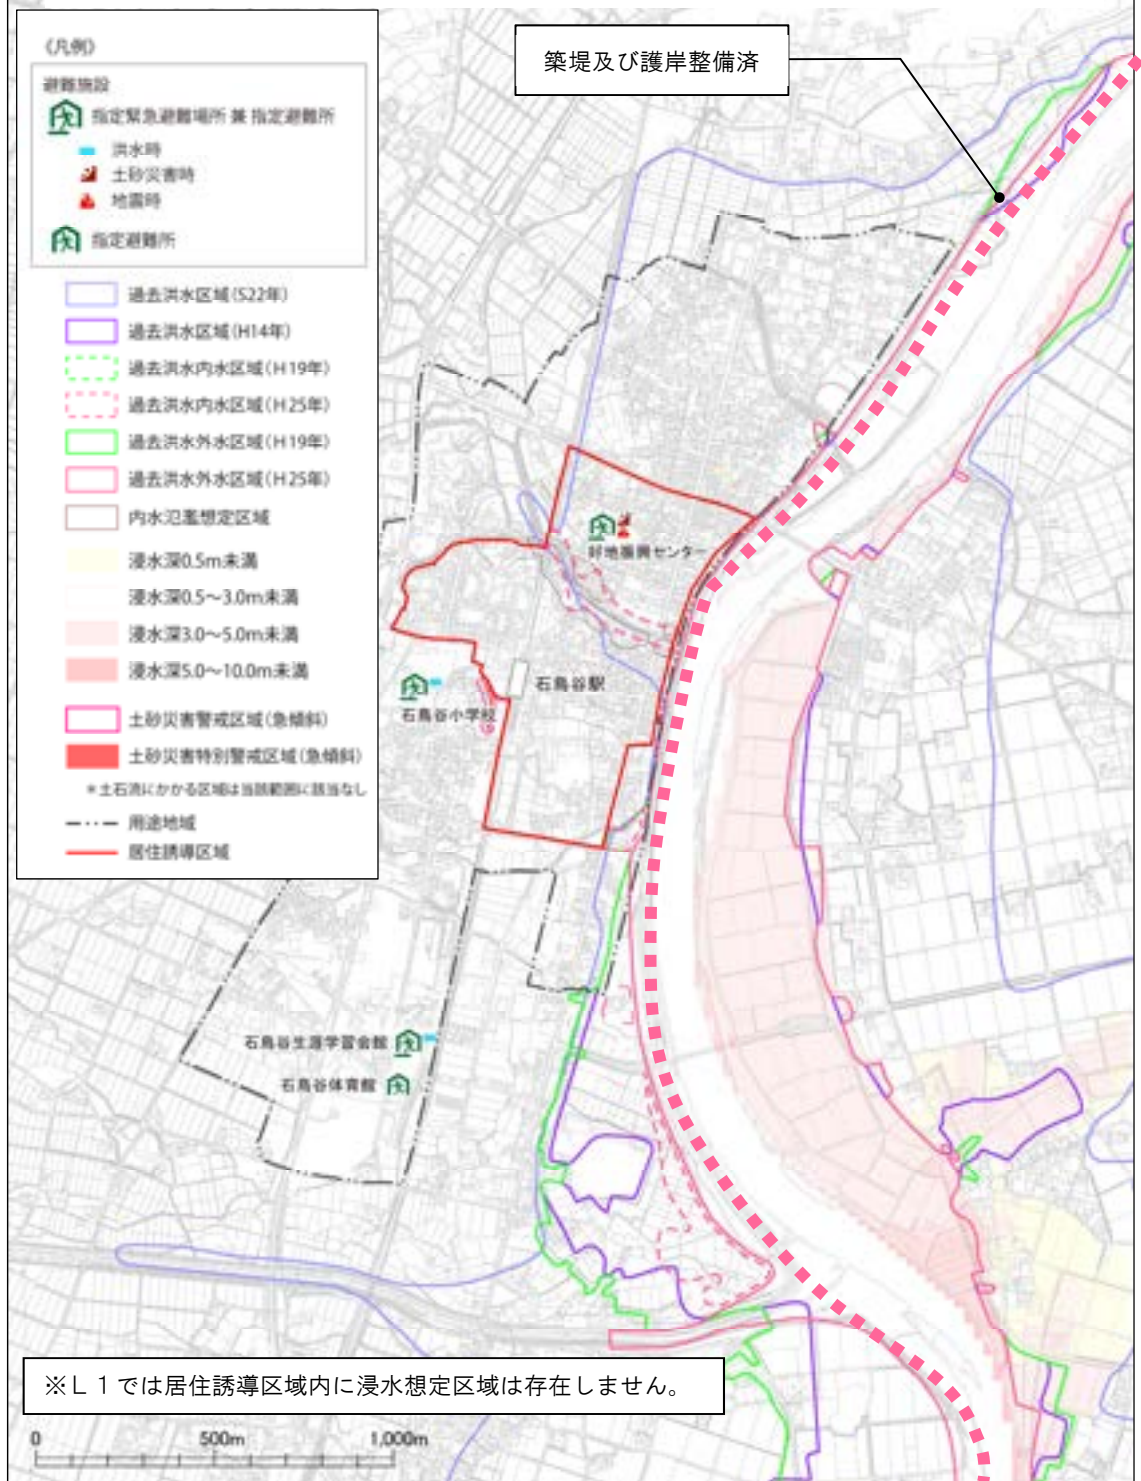 《凡例》
避難施設
指定緊急避難場所 兼 指定避難所
洪水時
土砂災害時
地震時
指定避難所
過去洪水区域(S22年)
過去洪水区域(H14年)
過去洪水内水区域(H19年)
過去洪水内水区域(H25年)
過去洪水外水区域(H19年)
過去洪水外水区域(H25年)
内水氾濫想定区域
浸水深0.5m未満
浸水深0.5～3.0m未満
浸水深3.0～5.0m未満
浸水深5.0～10.0m未満
土砂災害警戒区域(急傾斜)
土砂災害特別警戒区域(急傾斜)
＊土石流にかかる区域は当該範囲に該当なし
用途地域
居住誘導区域
築堤及び護岸整備済
好地振興センター
石鳥谷駅
石鳥谷小学校
石鳥谷生涯学習会館
石鳥谷体育館
※Ｌ１では居住誘導区域内に浸水想定区域は存在しません。
0 500m 1,000m